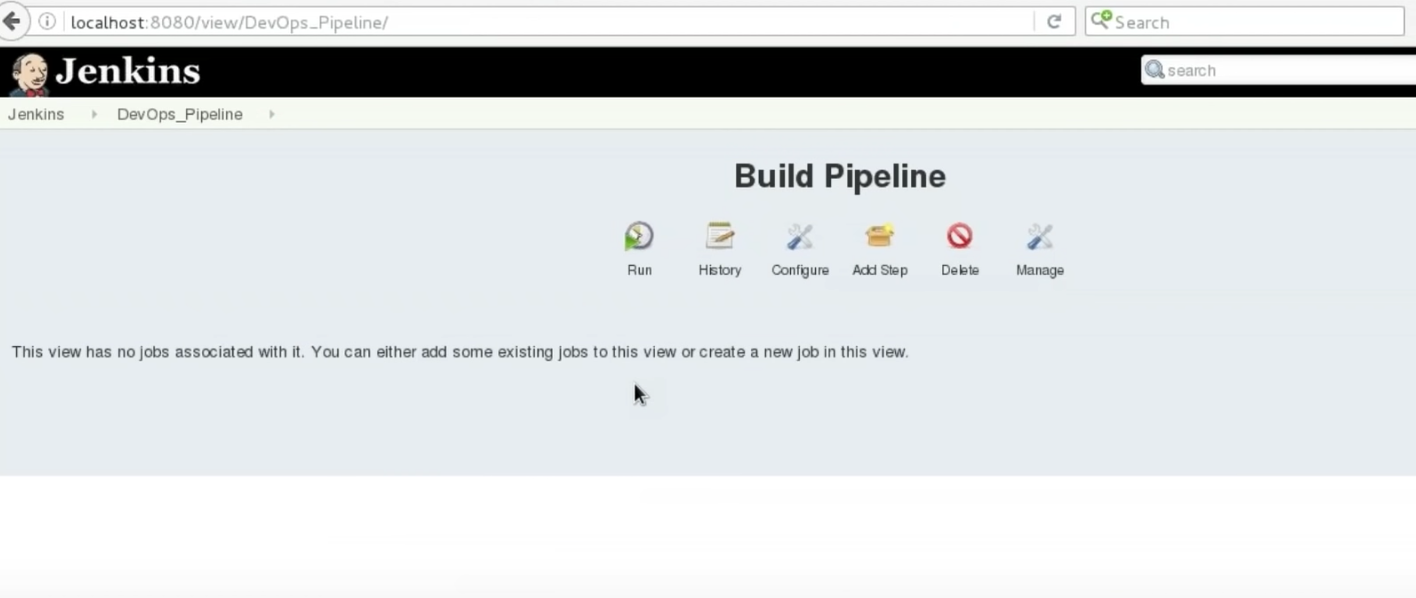 localhost:8080/view/DevOps_Pipeline/ Search
Jenkins search
Jenkins DevOps_Pipeline
Build Pipeline
Run History Configure Add Step Delete Manage
This view has no jobs associated with it. You can either add some existing jobs to this view or create a new job in this view.